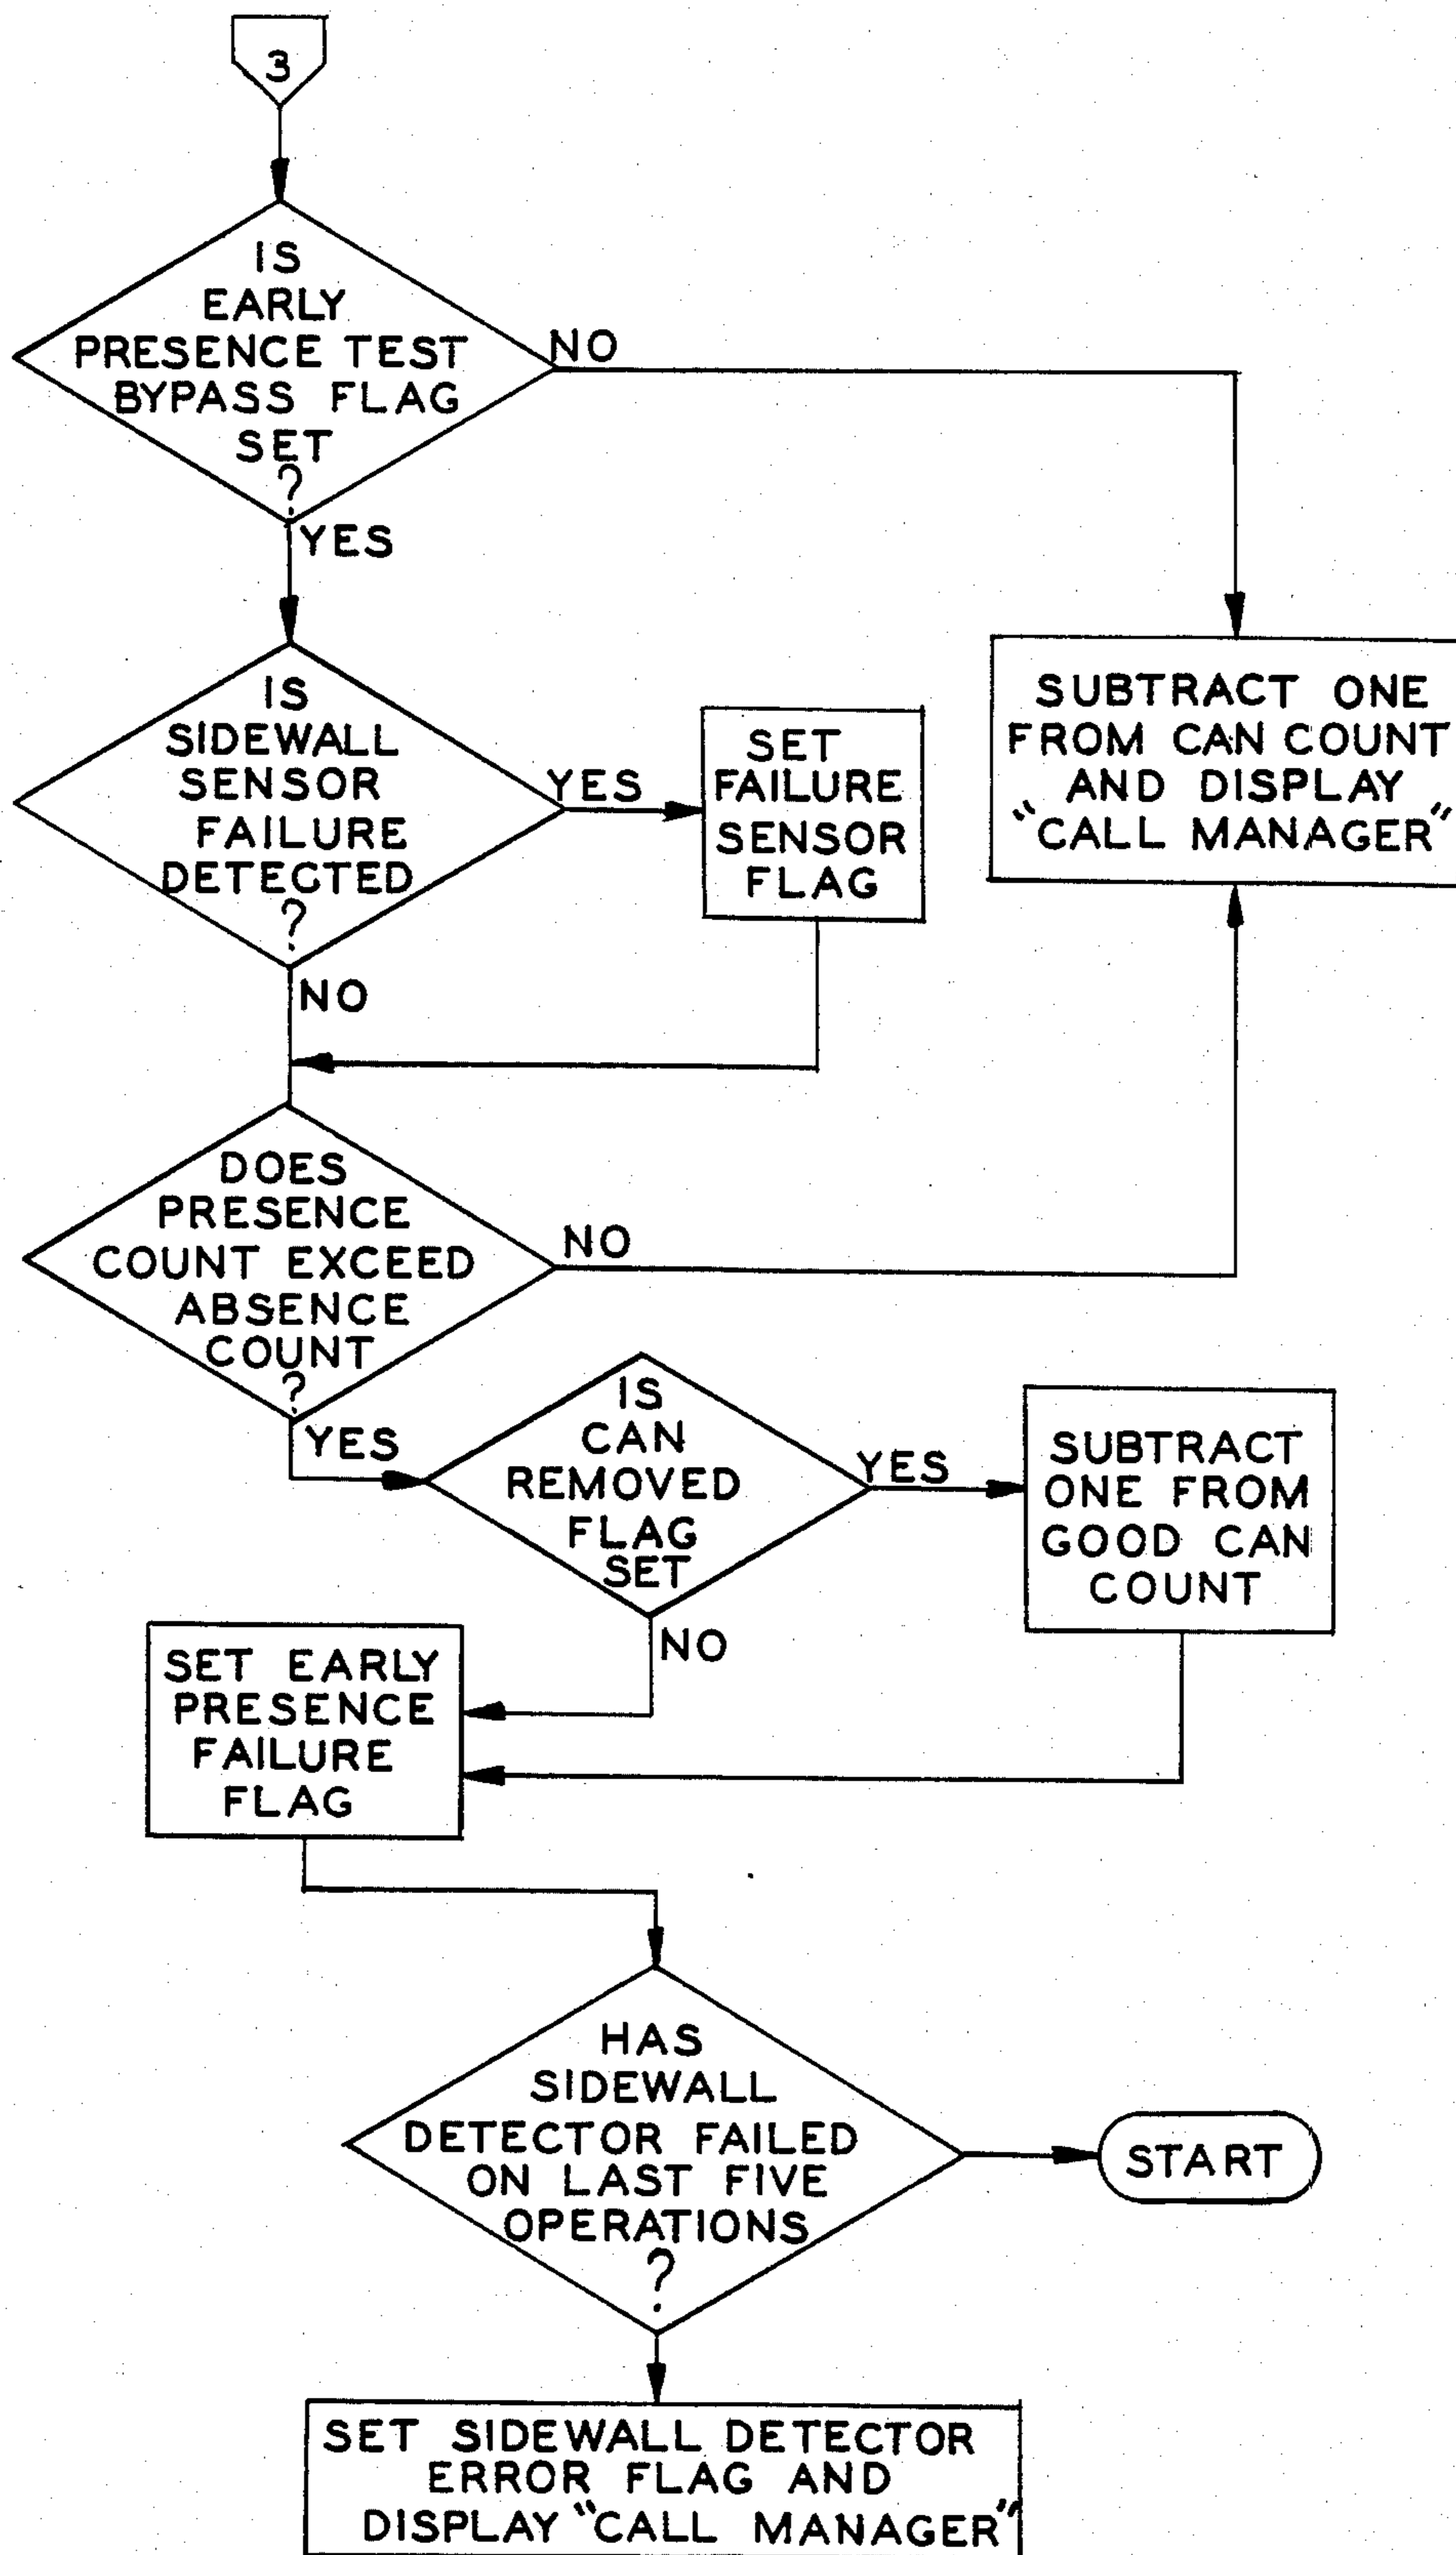 3
IS
EARLY
PRESENCE TEST
BYPASS FLAG
SET
?
NO
YES
IS
SIDEWALL
SENSOR
FAILURE
DETECTED
?
YES
NO
SET
FAILURE
SENSOR
FLAG
SUBTRACT ONE
FROM CAN COUNT
AND DISPLAY
"CALL MANAGER"
DOES
PRESENCE
COUNT EXCEED
ABSENCE
COUNT
?
NO
YES
IS
CAN
REMOVED
FLAG
SET
YES
NO
SUBTRACT
ONE FROM
GOOD CAN
COUNT
SET EARLY
PRESENCE
FAILURE
FLAG
HAS
SIDEWALL
DETECTOR FAILED
ON LAST FIVE
OPERATIONS
?
START
SET SIDEWALL DETECTOR
ERROR FLAG AND
DISPLAY "CALL MANAGER"